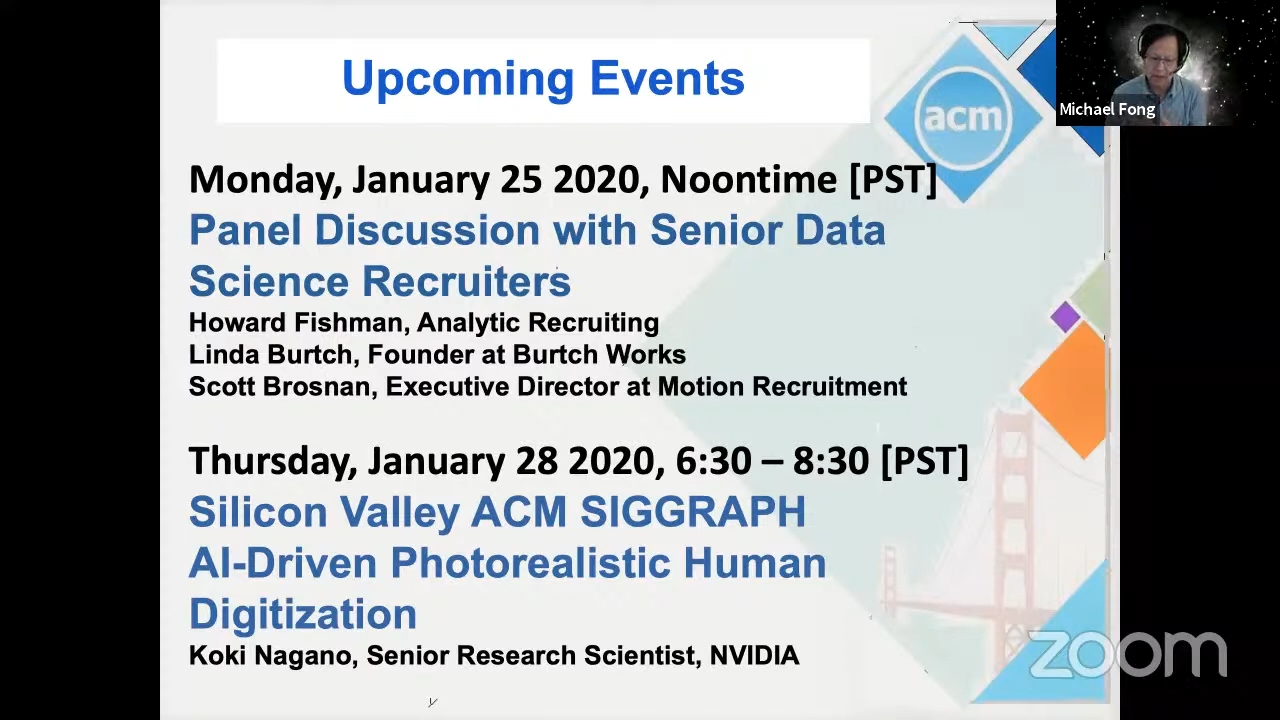 Upcoming Events
acm
Michael Fong
Monday, January 25 2020, Noontime [PST]
Panel Discussion with Senior Data
Science Recruiters
Howard Fishman, Analytic Recruiting
Linda Burtch, Founder at Burtch Works
Scott Brosnan, Executive Director at Motion Recruitment
Thursday, January 28 2020, 6:30 – 8:30 [PST]
Silicon Valley ACM SIGGRAPH
AI-Driven Photorealistic Human
Digitization
Koki Nagano, Senior Research Scientist, NVIDIA
zoom